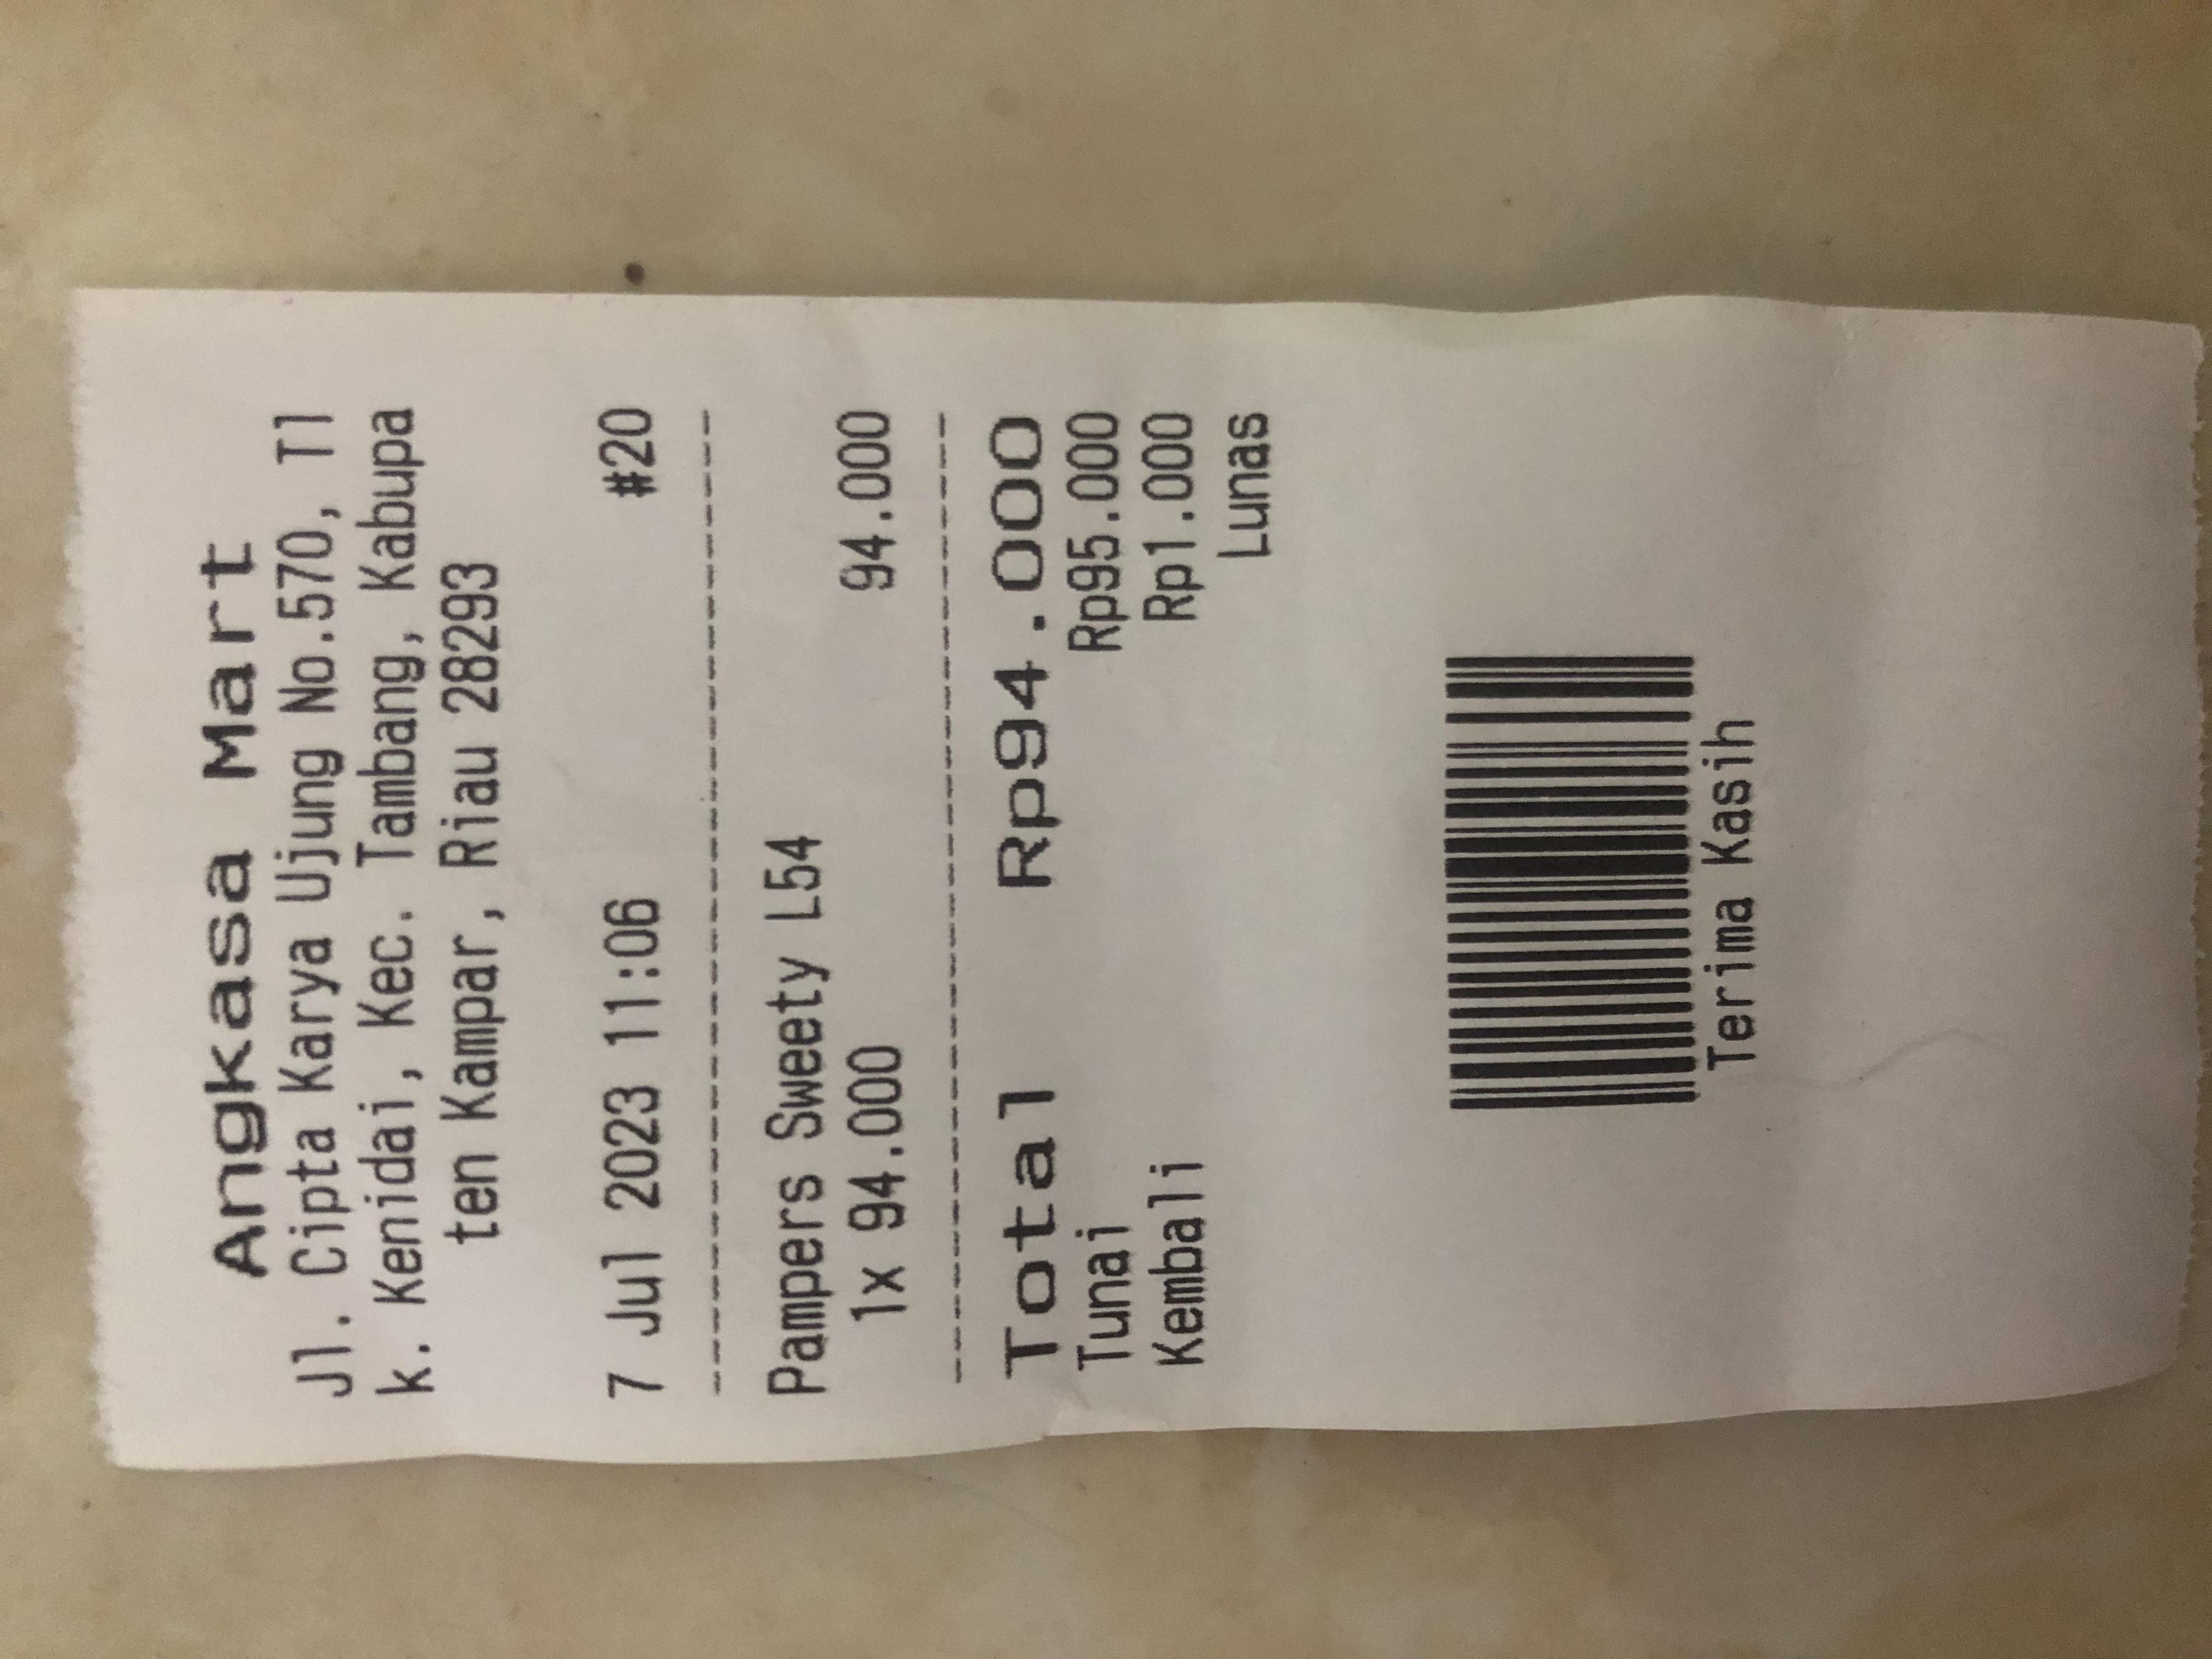 Angkasa Mart
Jl. Cipta Karya Ujung No.570, Tl
k. Kenidai, Kec. Tambang, Kabupa
ten Kampar, Riau 28293
7 Jul 2023 11:06 #20
--------------------------------
Pampers Sweety L54
1x 94.000 94.000
--------------------------------
Total Rp94.000
Tunai Rp95.000
Kembali Rp1.000
Lunas
Terima Kasih